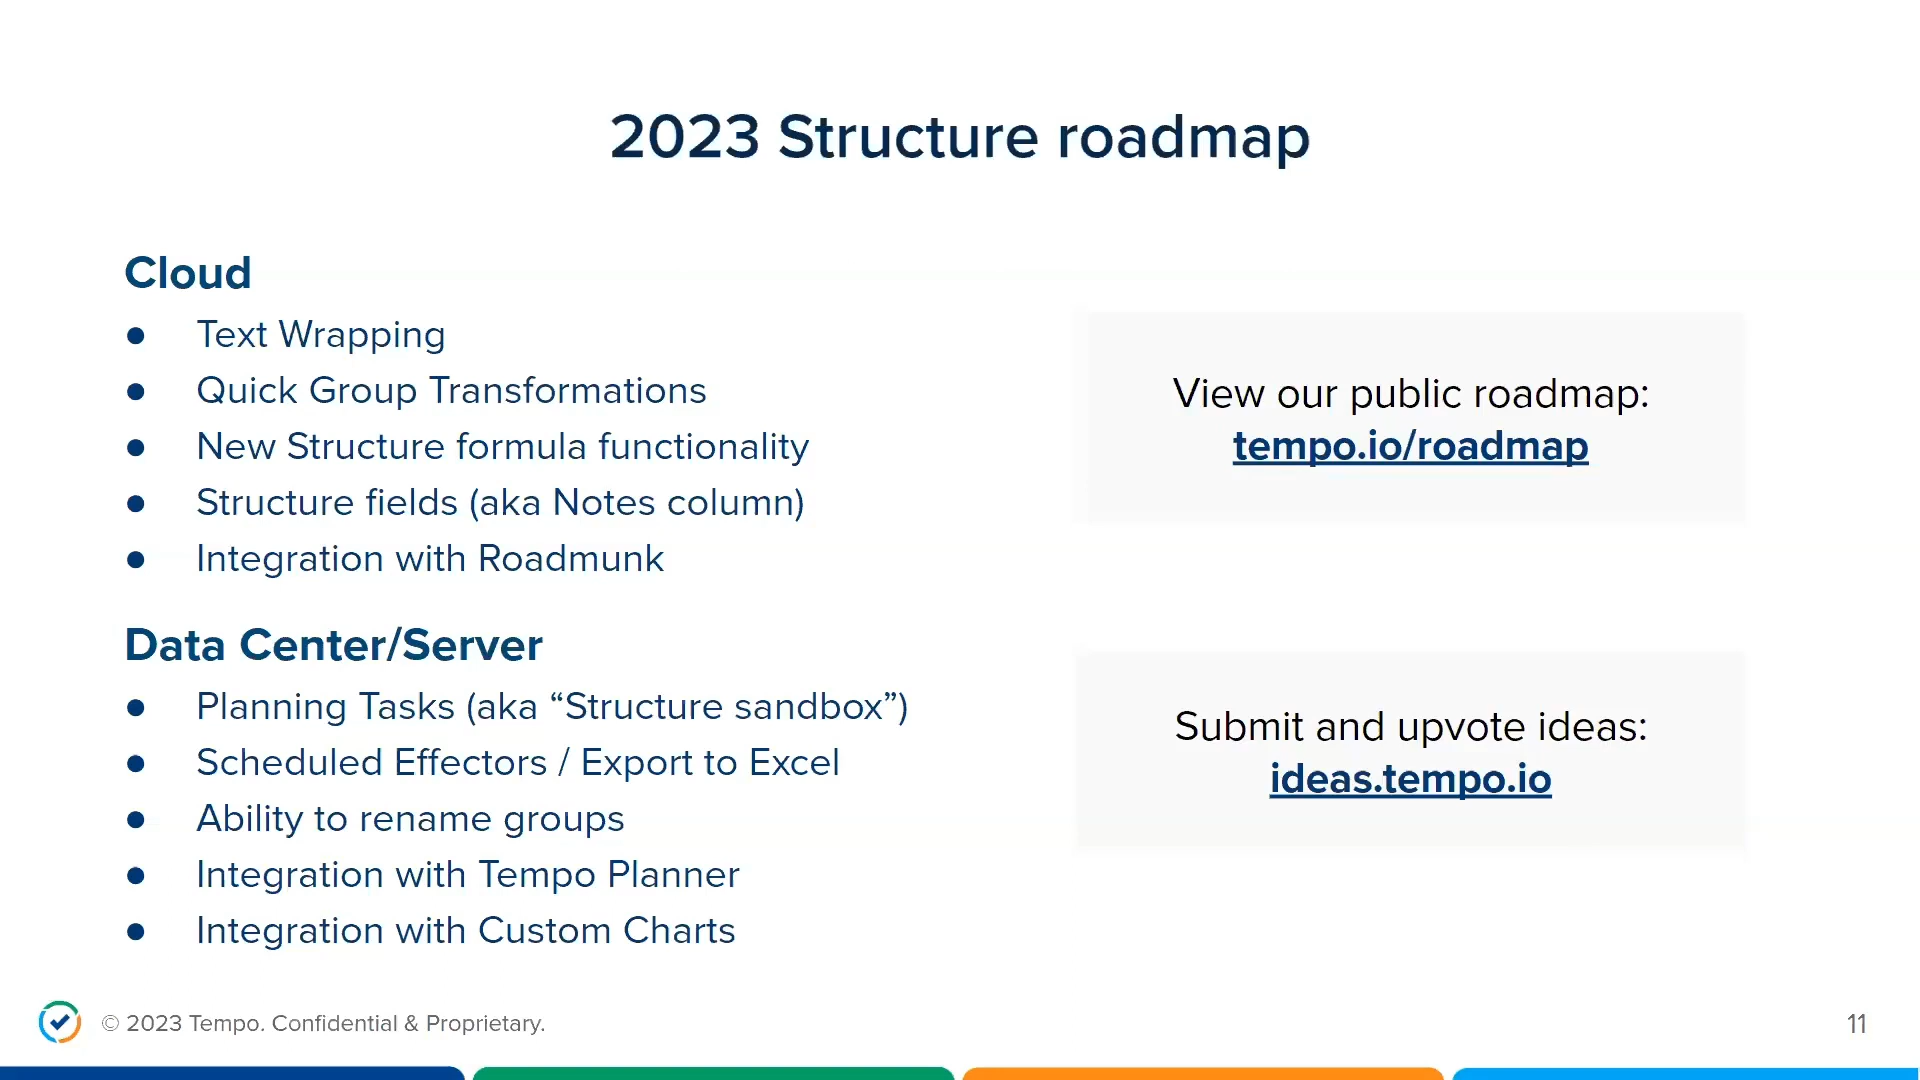 2023 Structure roadmap
Cloud
● Text Wrapping
● Quick Group Transformations
● New Structure formula functionality
● Structure fields (aka Notes column)
● Integration with Roadmunk
Data Center/Server
● Planning Tasks (aka “Structure sandbox”)
● Scheduled Effectors / Export to Excel
● Ability to rename groups
● Integration with Tempo Planner
● Integration with Custom Charts
View our public roadmap:
tempo.io/roadmap
Submit and upvote ideas:
ideas.tempo.io
© 2023 Tempo. Confidential & Proprietary.
11